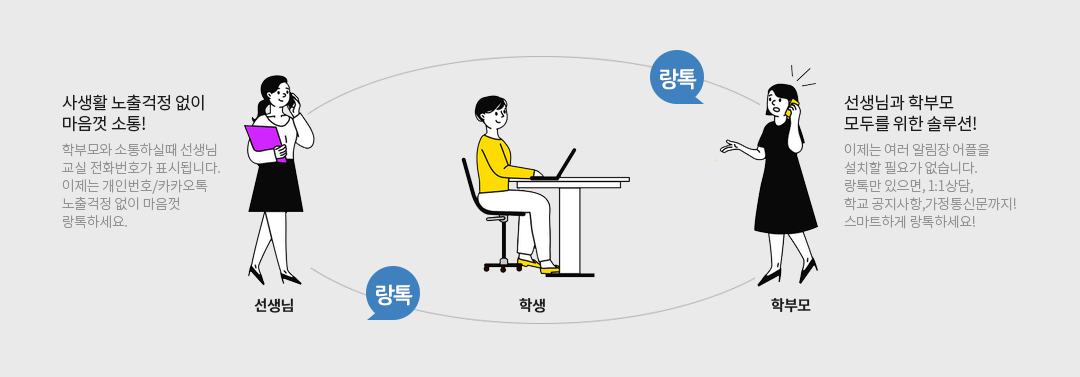 사생활 노출걱정 없이
마음껏 소통!
학부모와 소통하실때 선생님
교실 전화번호가 표시됩니다.
이제는 개인번호/카카오톡
노출걱정 없이 마음껏
랑톡하세요.
선생님
랑톡
학생
랑톡
학부모
선생님과 학부모
모두를 위한 솔루션!
이제는 여러 알림장 어플을
설치할 필요가 없습니다.
랑톡만 있으면, 1:1상담,
학교 공지사항,가정통신문까지!
스마트하게 랑톡하세요!